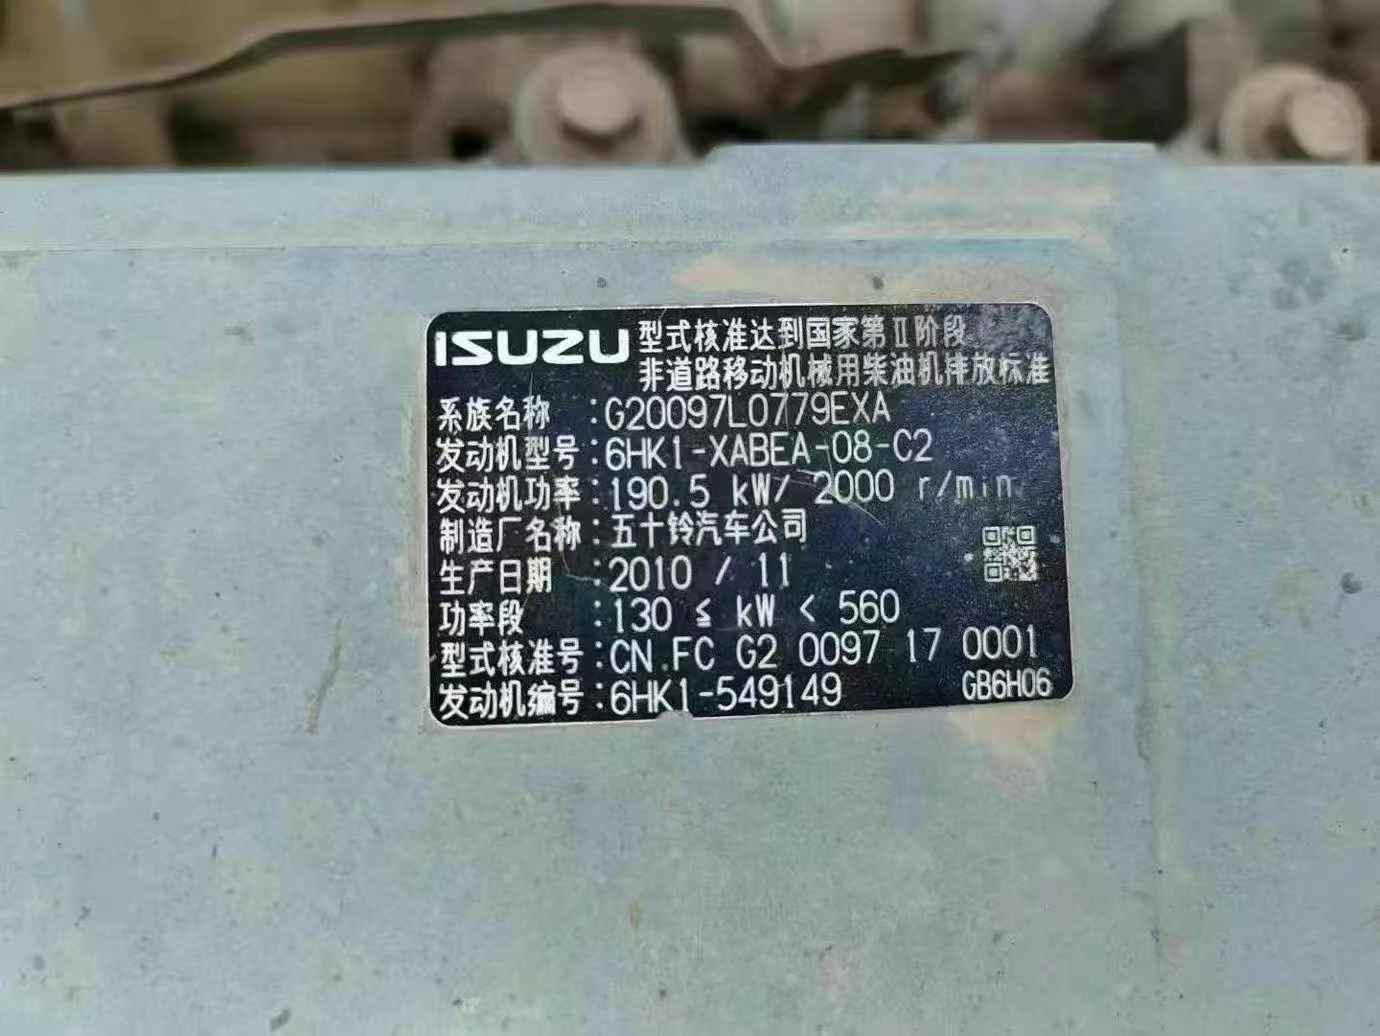 ISUZU 型式核准达到国家第Ⅱ阶段
非道路移动机械用柴油机排放标准
系族名称 :G20097L0779EXA
发动机型号:6HK1-XABEA-08-C2
发动机功率:190.5 kW/ 2000 r/min
制造厂名称:五十铃汽车公司
生产日期 :2010 / 11
功率段 :130 ≤ kW < 560
型式核准号:CN FC G2 0097 17 0001
发动机编号:6HK1-549149 GB6H06